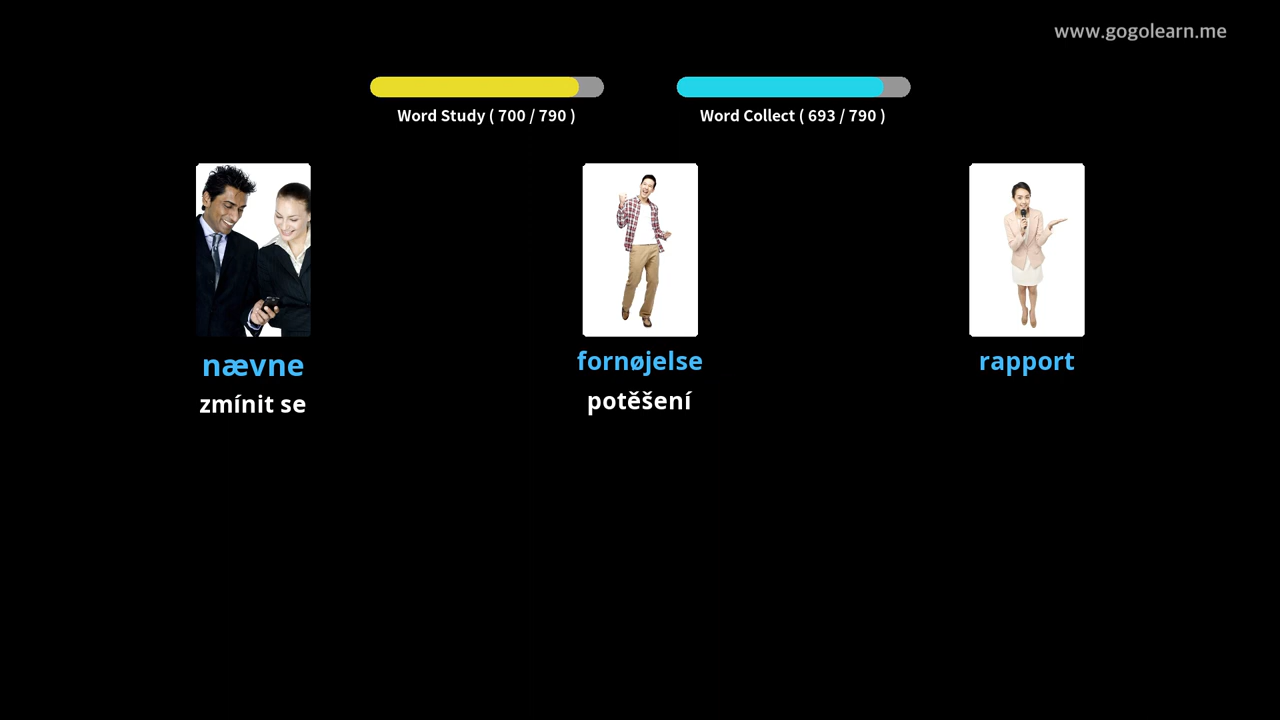 www.gogolearn.me
Word Study ( 700 / 790 )
Word Collect ( 693 / 790 )
nævne
fornøjelse
rapport
zmínit se
potěšení